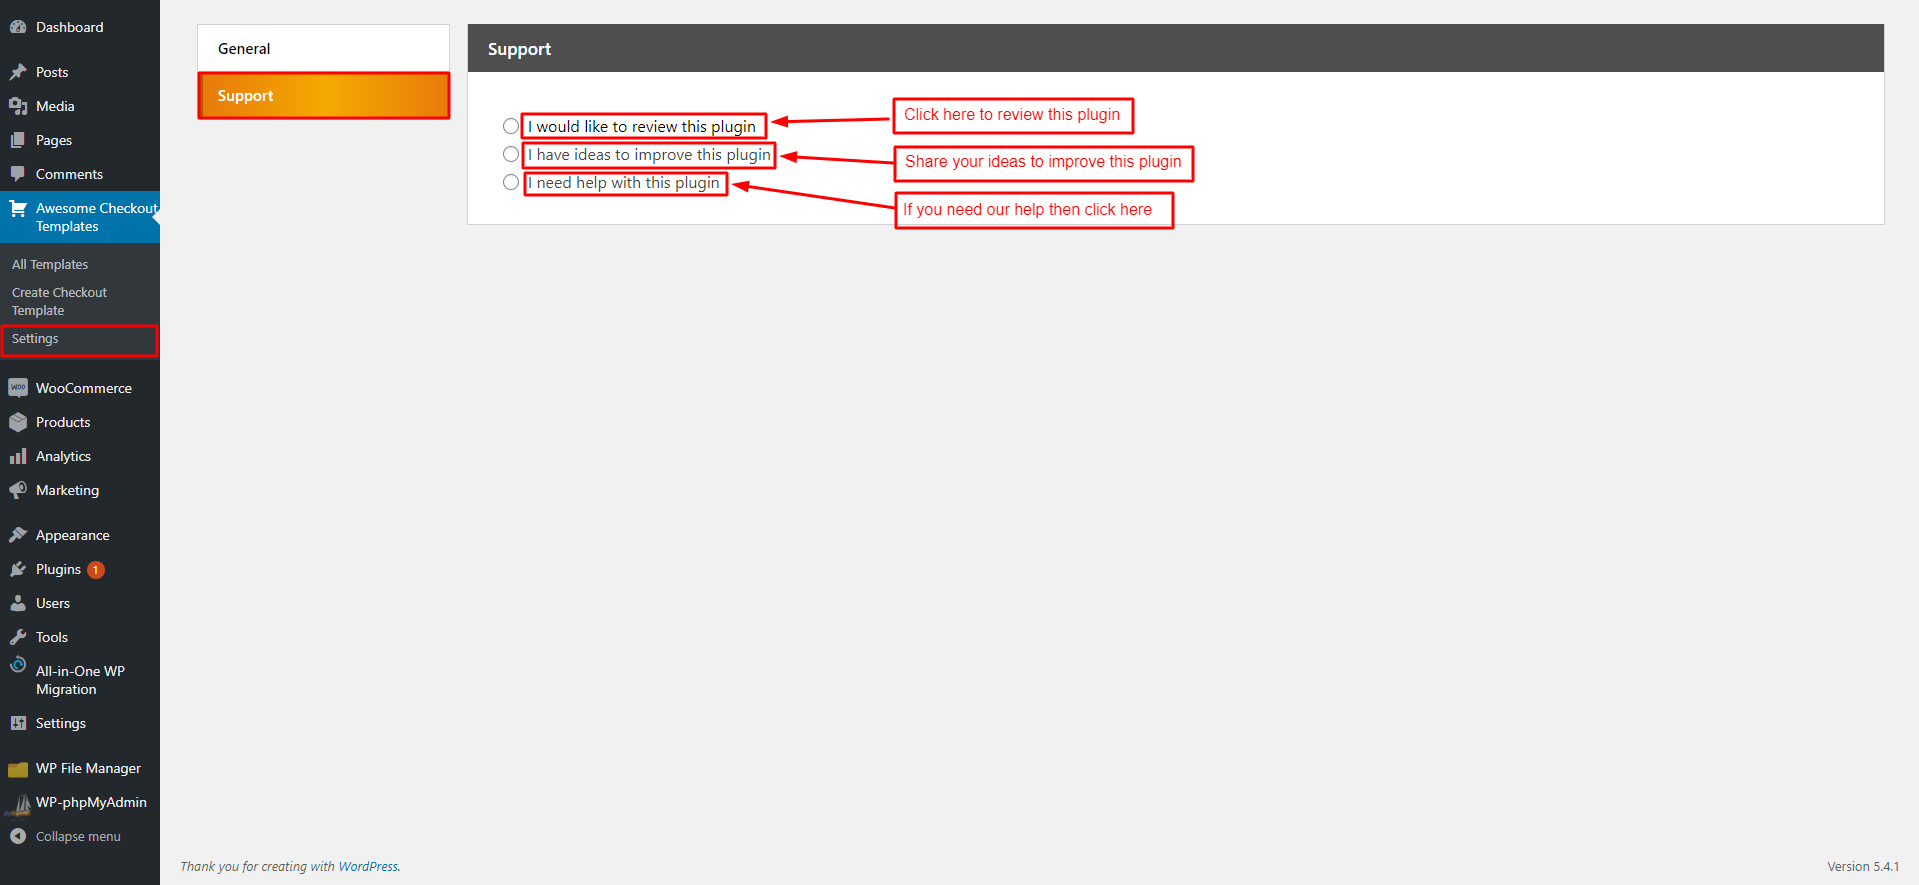 Dashboard
Posts
Media
Pages
Comments
Awesome Checkout
Templates
All Templates
Create Checkout
Template
Settings
WooCommerce
Products
Analytics
Marketing
Appearance
Plugins 1
Users
Tools
All-in-One WP
Migration
Settings
WP File Manager
WP-phpMyAdmin
Collapse menu
General
Support
Support
I would like to review this plugin
Click here to review this plugin
I have ideas to improve this plugin
Share your ideas to improve this plugin
I need help with this plugin
If you need our help then click here
Thank you for creating with WordPress.
Version 5.4.1